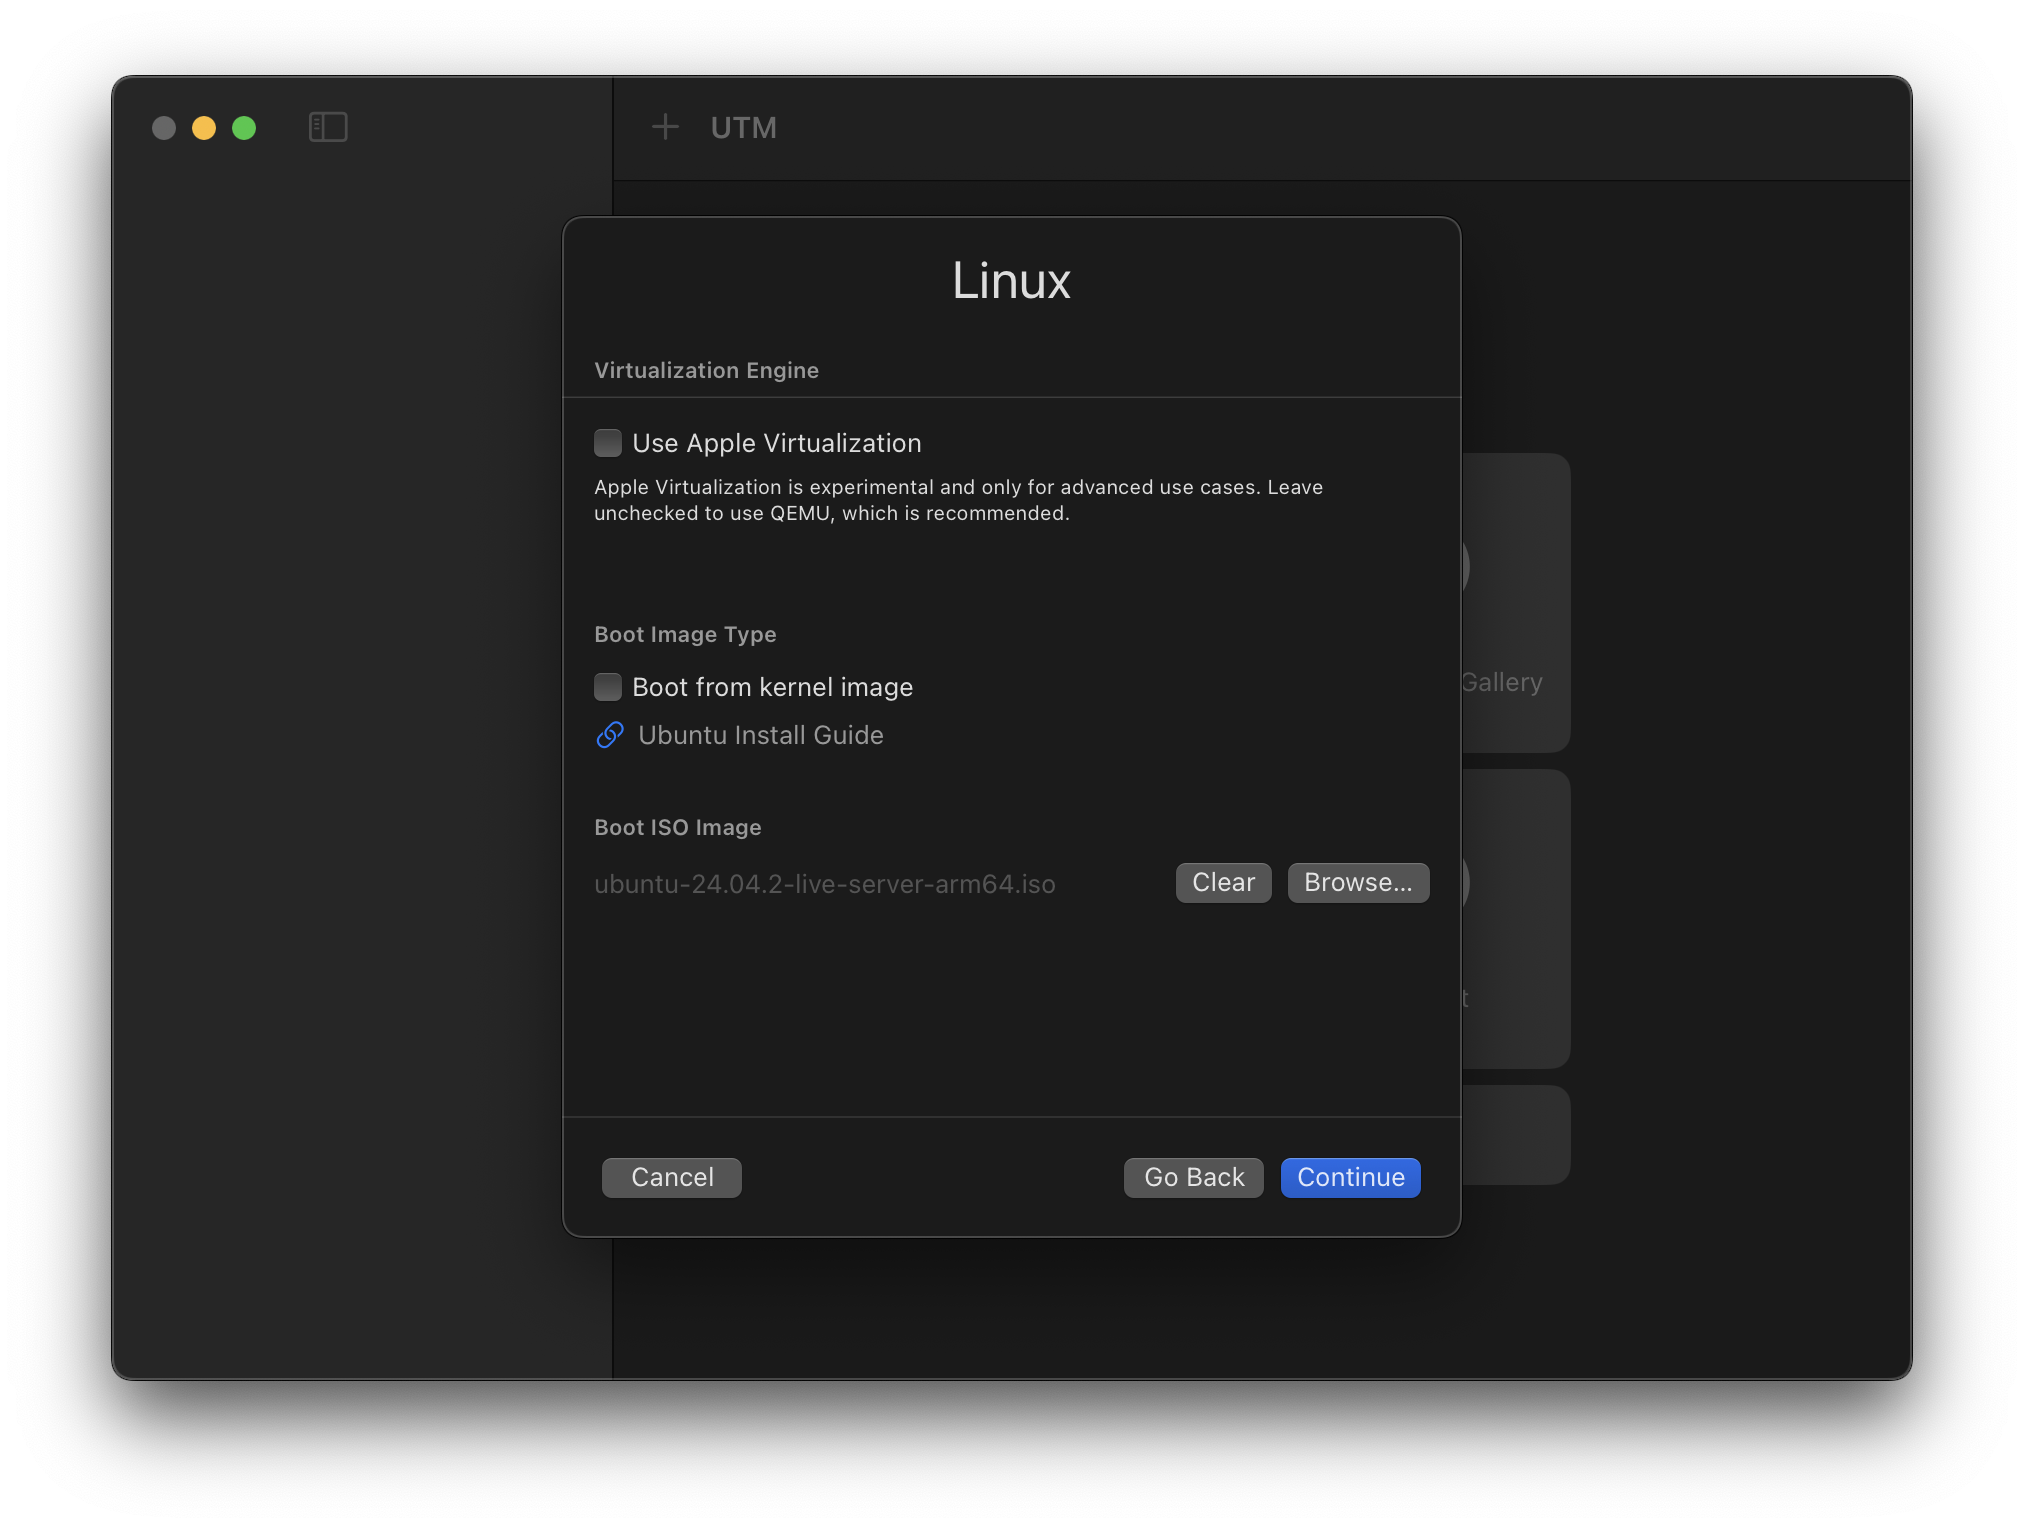 UTM
Linux
Virtualization Engine
Use Apple Virtualization
Apple Virtualization is experimental and only for advanced use cases. Leave
unchecked to use QEMU, which is recommended.
Boot Image Type
Boot from kernel image
Gallery
Ubuntu Install Guide
Boot ISO Image
ubuntu-24.04.2-live-server-arm64.iso
Clear
Browse...
t
Cancel
Go Back
Continue